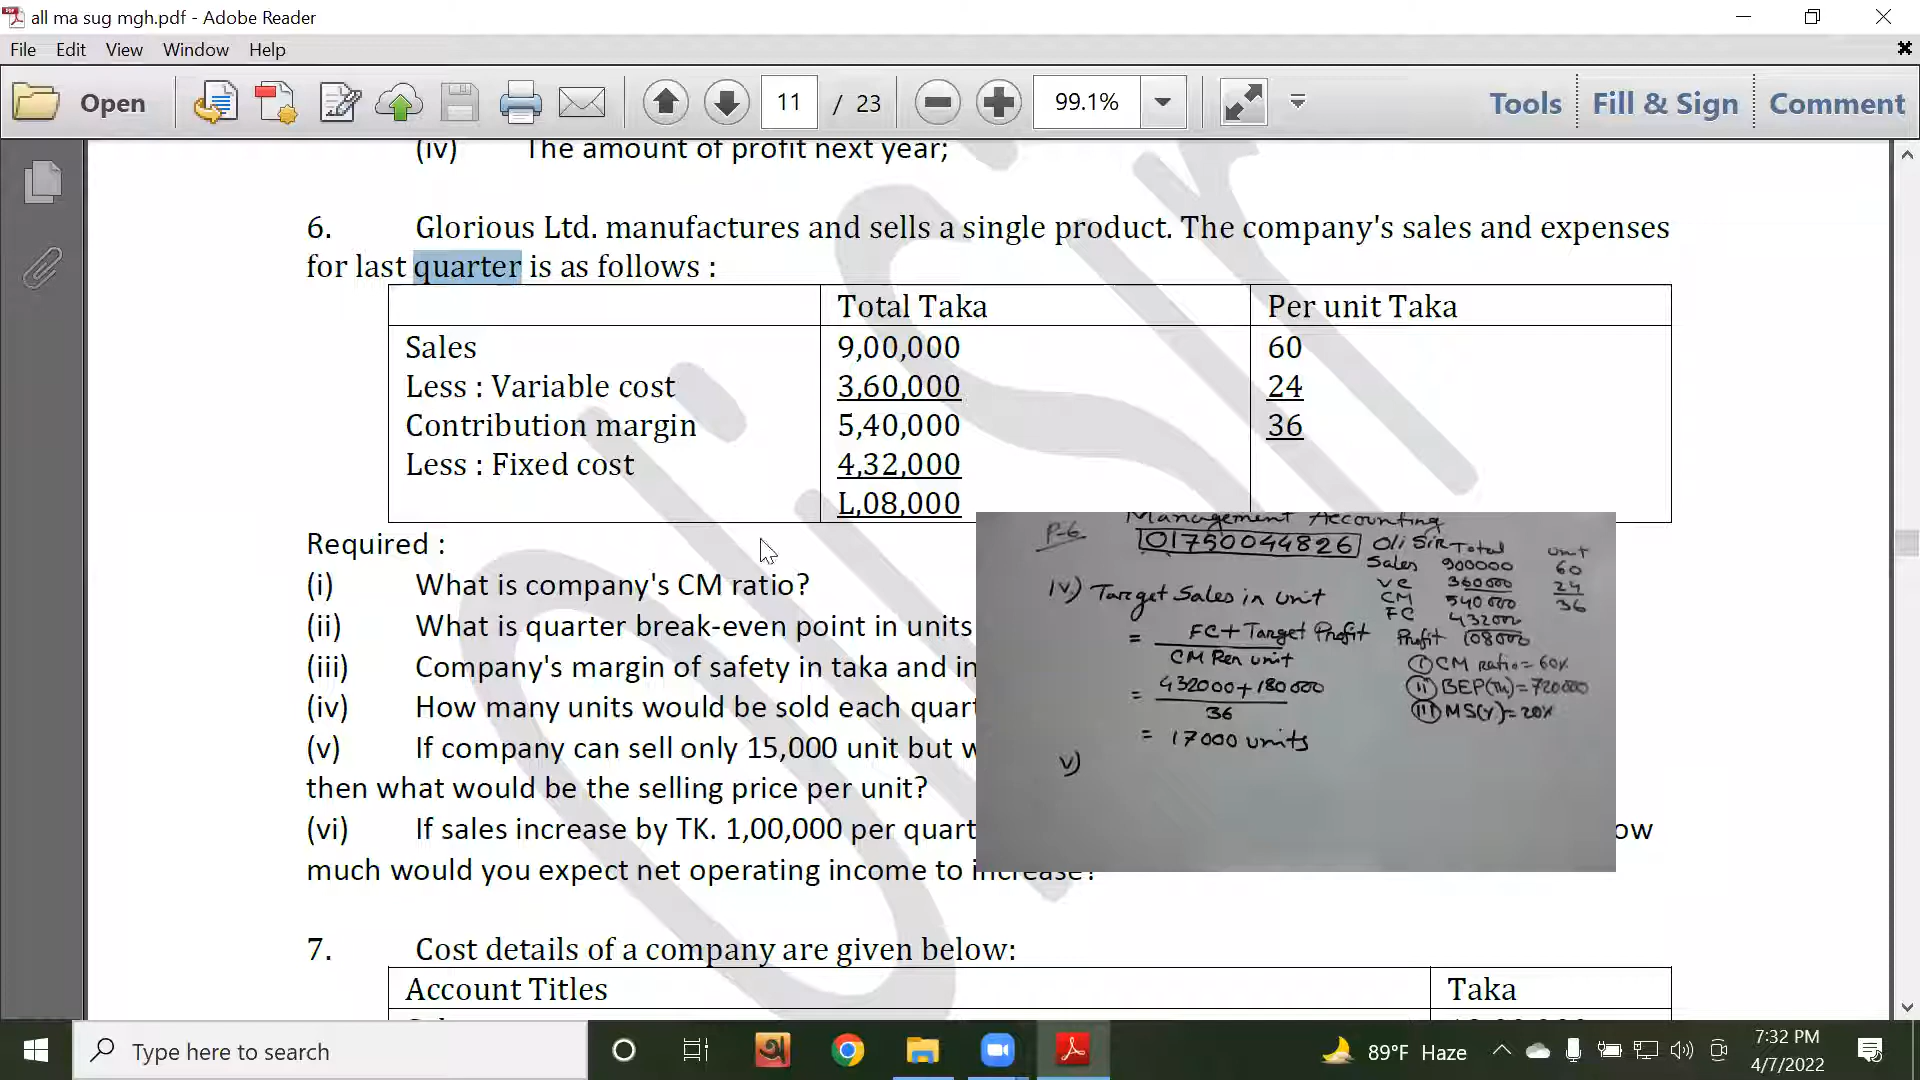 all ma sug mgh.pdf - Adobe Reader
File Edit View Window Help
Open 11 / 23 99.1% Tools Fill & Sign Comment
(iv) The amount of profit next year;
6. Glorious Ltd. manufactures and sells a single product. The company's sales and expenses
for last quarter is as follows :
Total Taka Per unit Taka
Sales 9,00,000 60
Less : Variable cost 3,60,000 24
Contribution margin 5,40,000 36
Less : Fixed cost 4,32,000
L,08,000
Required :
(i) What is company's CM ratio?
(ii) What is quarter break-even point in units
(iii) Company's margin of safety in taka and in
(iv) How many units would be sold each quart
(v) If company can sell only 15,000 unit but w
then what would be the selling price per unit?
(vi) If sales increase by TK. 1,00,000 per quart ow
much would you expect net operating income to increase?
P-6 Management Accounting
01750044826 Oli Sir
Total Unit
Sales 900000 60
VC 360000 24
CM 540000 36
FC 432000
Profit 108000
(i) CM ratio = 60%
(ii) BEP(Tk) = 720000
(iii) MS(%) = 20%
iv) Target Sales in unit
= FC + Target Profit
CM Per unit
= 432000 + 180000
36
= 17000 units
v)
7. Cost details of a company are given below:
Account Titles Taka
Type here to search
89°F Haze
7:32 PM
4/7/2022